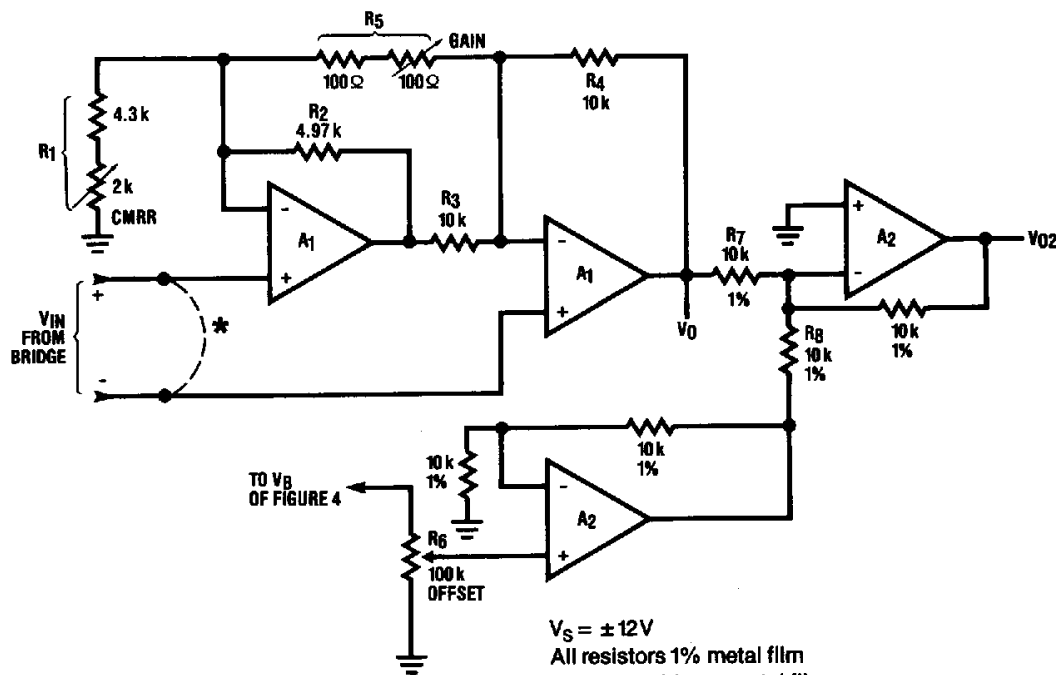 R5
GAIN
100Ω
100Ω
R4
10k
4.3k
R1
2k
CMRR
R2
4.97k
R3
10k
-
A1
+
-
A1
+
+
VIN
FROM
BRIDGE
-
*
VO
R7
10k
1%
+
A2
-
VO2
10k
1%
R8
10k
1%
10k
1%
10k
1%
-
A2
+
TO VB
OF FIGURE 4
R6
100k
OFFSET
VS = ±12V
All resistors 1% metal film